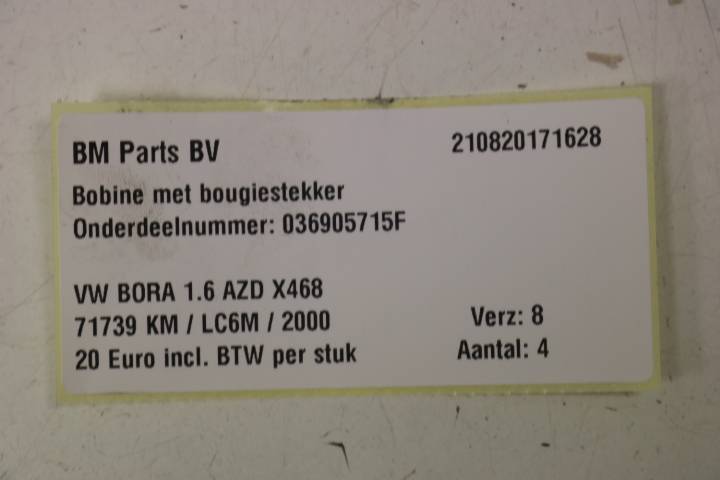 BM Parts BV 210820171628
Bobine met bougiestekker
Onderdeelnummer: 036905715F
VW BORA 1.6 AZD X468
71739 KM / LC6M / 2000 Verz: 8
20 Euro incl. BTW per stuk Aantal: 4